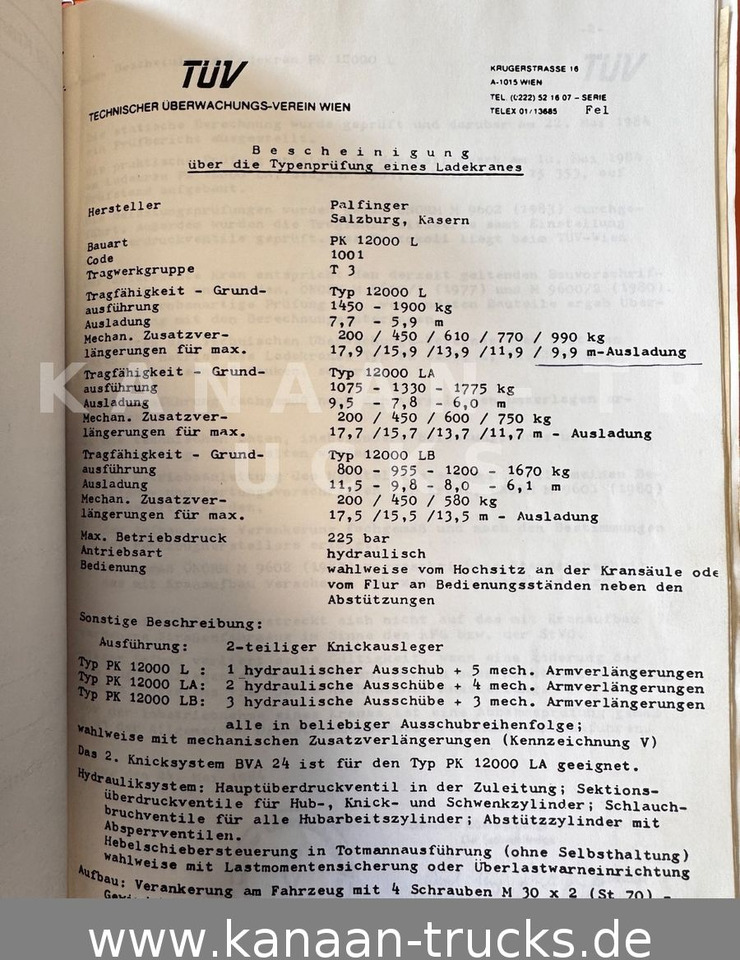 TÜV
TECHNISCHER ÜBERWACHUNGS-VEREIN WIEN
KRUGERSTRASSE 16
A-1015 WIEN
TEL. (0222) 52 16 07 – SERIE
TELEX 01/13685 Fel
Bescheinigung
über die Typenprüfung eines Ladekranes
Hersteller Palfinger
Salzburg, Kasern
Bauart PK 12000 L
Code 1001
Tragwerkgruppe T 3
Tragfähigkeit - Grund- Typ 12000 L
ausführung 1450 - 1900 kg
Ausladung 7,7 - 5,9 m
Mechan. Zusatzver- 200 / 450 / 610 / 770 / 990 kg
längerungen für max. 17,9 /15,9 /13,9 /11,9 / 9,9 m-Ausladung
Tragfähigkeit - Grund- Typ 12000 LA
ausführung 1075 - 1330 - 1775 kg
Ausladung 9,5 - 7,8 - 6,0 m
Mechan. Zusatzver- 200 / 450 / 600 / 750 kg
längerungen für max. 17,7 /15,7 /13,7 /11,7 m - Ausladung
Tragfähigkeit - Grund- Typ 12000 LB
ausführung 800 - 955 - 1200 - 1670 kg
Ausladung 11,5 - 9,8 - 8,0 - 6,1 m
Mechan. Zusatzver- 200 / 450 / 580 kg
längerungen für max. 17,5 /15,5 /13,5 m - Ausladung
Max. Betriebsdruck 225 bar
Antriebsart hydraulisch
Bedienung wahlweise vom Hochsitz an der Kransäule ode
vom Flur an Bedienungsständen neben den
Abstützungen
Sonstige Beschreibung:
Ausführung: 2-teiliger Knickausleger
Typ PK 12000 L : 1 hydraulischer Ausschub + 5 mech. Armverlängerungen
Typ PK 12000 LA: 2 hydraulische Ausschübe + 4 mech. Armverlängerungen
Typ PK 12000 LB: 3 hydraulische Ausschübe + 3 mech. Armverlängerungen
alle in beliebiger Ausschubreihenfolge;
wahlweise mit mechanischen Zusatzverlängerungen (Kennzeichnung V)
Das 2. Knicksystem BVA 24 ist für den Typ PK 12000 LA geeignet.
Hydrauliksystem: Hauptüberdruckventil in der Zuleitung; Sektions-
überdruckventile für Hub-, Knick- und Schwenkzylinder; Schlauch-
bruchventile für alle Hubarbeitszylinder; Abstützzylinder mit
Absperrventilen.
Hebelschiebersteuerung in Totmannausführung (ohne Selbsthaltung)
wahlweise mit Lastmomentensicherung oder Überlastwarneinrichtung
Aufbau: Verankerung am Fahrzeug mit 4 Schrauben M 30 x 2 (St 70) -
KANAAN-TR
UCKS
www.kanaan-trucks.de